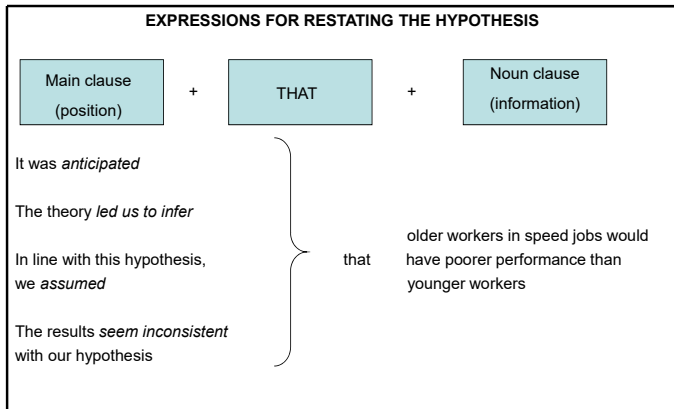 EXPRESSIONS FOR RESTATING THE HYPOTHESIS
Main clause
(position)
+
THAT
+
Noun clause
(information)
It was anticipated
The theory led us to infer
In line with this hypothesis,
we assumed
The results seem inconsistent
with our hypothesis
that
older workers in speed jobs would
have poorer performance than
younger workers